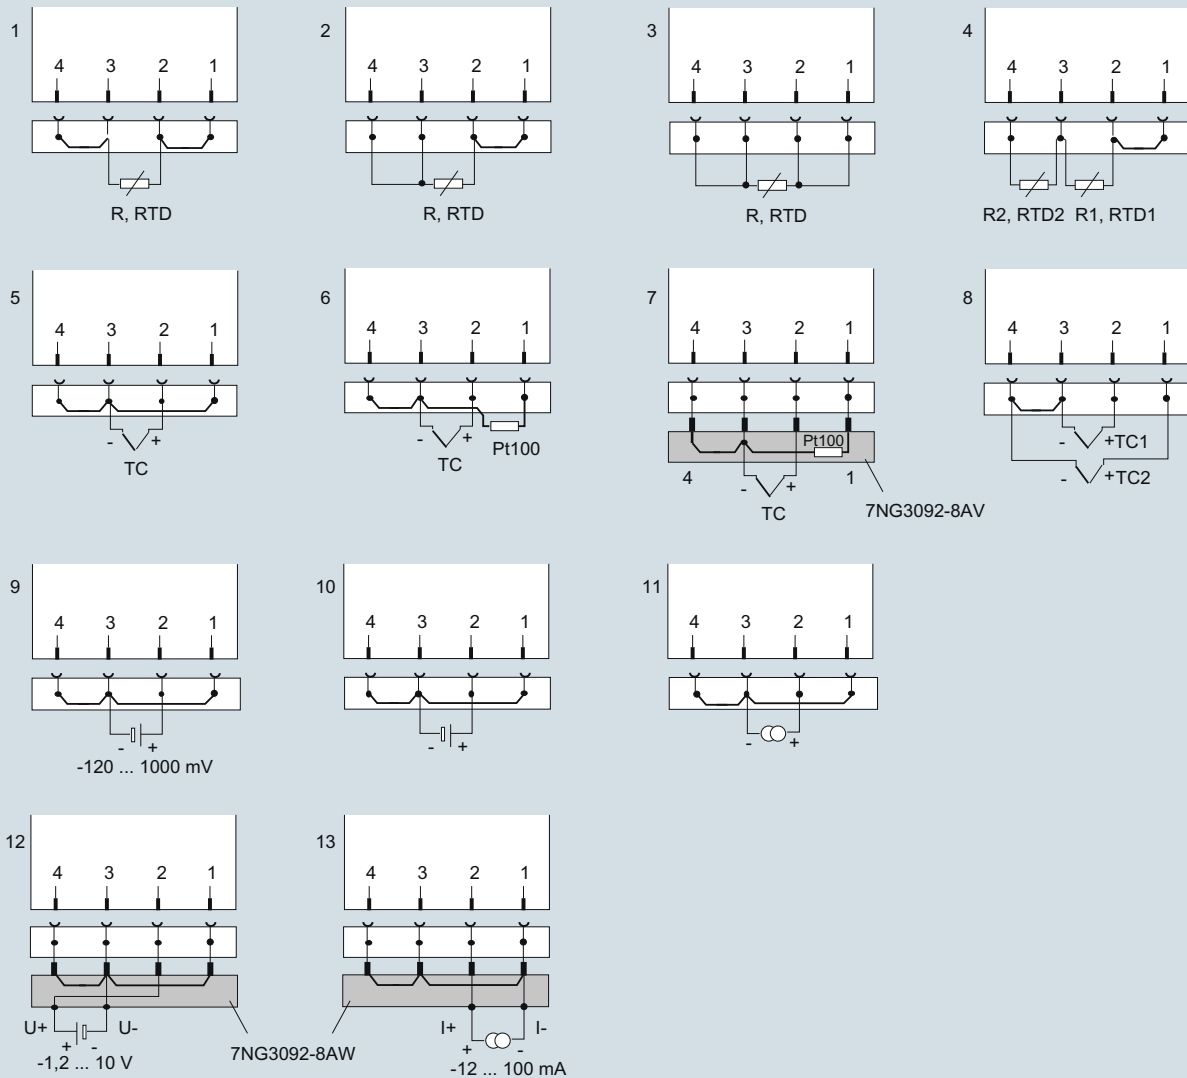 1
4 3 2 1
R, RTD
2
4 3 2 1
R, RTD
3
4 3 2 1
R, RTD
4
4 3 2 1
R2, RTD2 R1, RTD1
5
4 3 2 1
- +
TC
6
4 3 2 1
- +
TC Pt100
7
4 3 2 1
Pt100
4 - + 1
TC
7NG3092-8AV
8
4 3 2 1
- +TC1
- +TC2
9
4 3 2 1
- +
-120 ... 1000 mV
10
4 3 2 1
- +
11
4 3 2 1
- +
12
4 3 2 1
U+ U-
+ -
-1,2 ... 10 V
7NG3092-8AW
13
4 3 2 1
I+ I-
+ -
-12 ... 100 mA